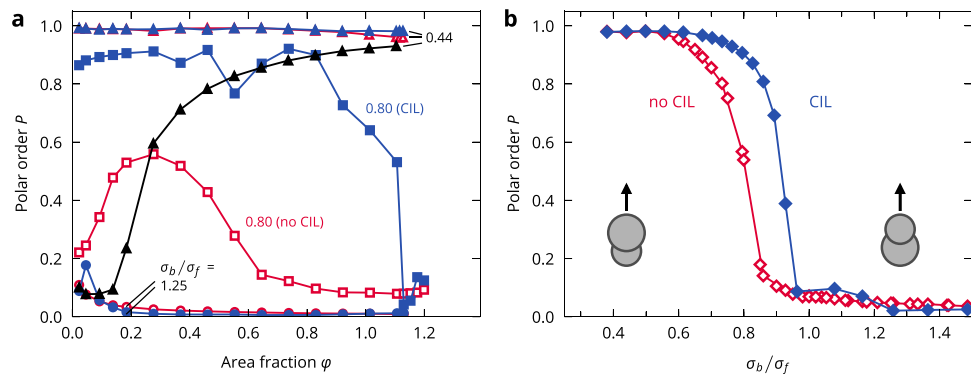 a
1.0
0.8
0.6
0.4
0.2
0.0
Polar order P
0.44
0.80 (CIL)
0.80 (no CIL)
σb/σf =
1.25
0.0 0.2 0.4 0.6 0.8 1.0 1.2
Area fraction φ
b
1.0
0.8
0.6
0.4
0.2
0.0
Polar order P
no CIL
CIL
0.4 0.6 0.8 1.0 1.2 1.4
σb/σf